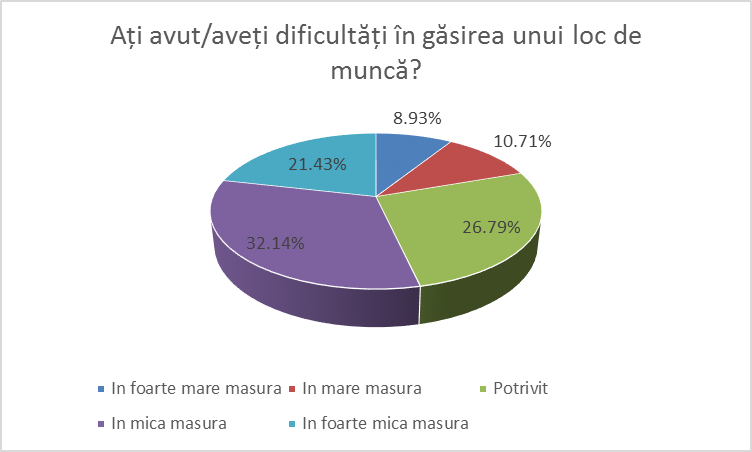 Ați avut/aveți dificultăți în găsirea unui loc de
muncă?
8.93%
10.71%
21.43%
26.79%
32.14%
In foarte mare masura
In mare masura
Potrivit
In mica masura
In foarte mica masura